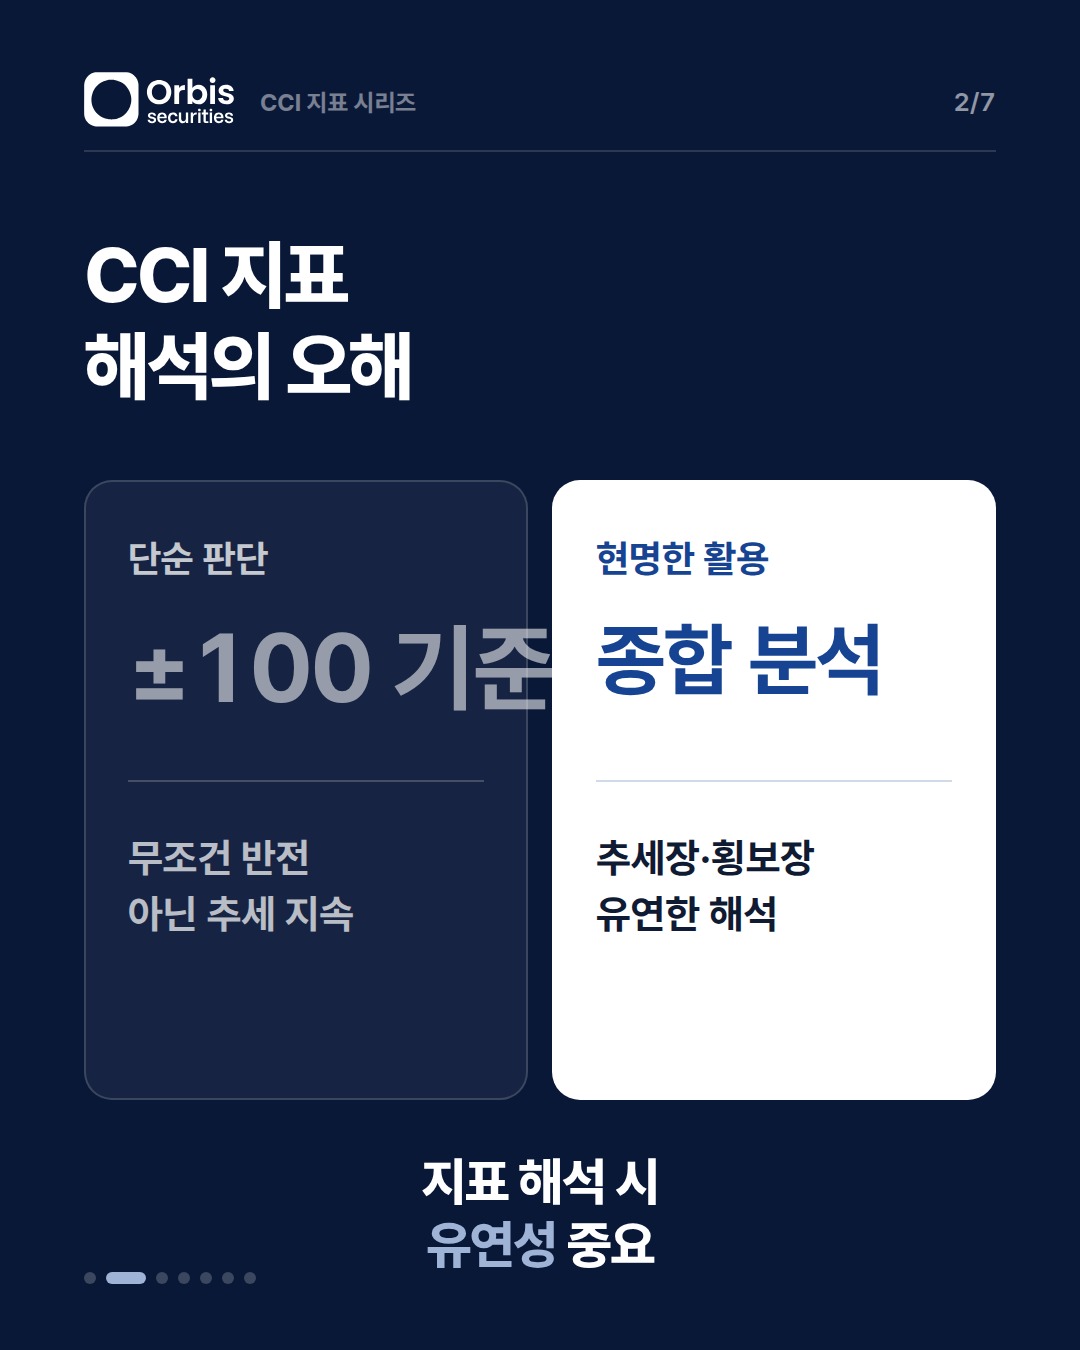 Orbis
securities
CCI 지표 시리즈
2/7
CCI 지표
해석의 오해
단순 판단
±100 기준
무조건 반전
아닌 추세 지속
현명한 활용
종합 분석
추세장·횡보장
유연한 해석
지표 해석 시
유연성 중요